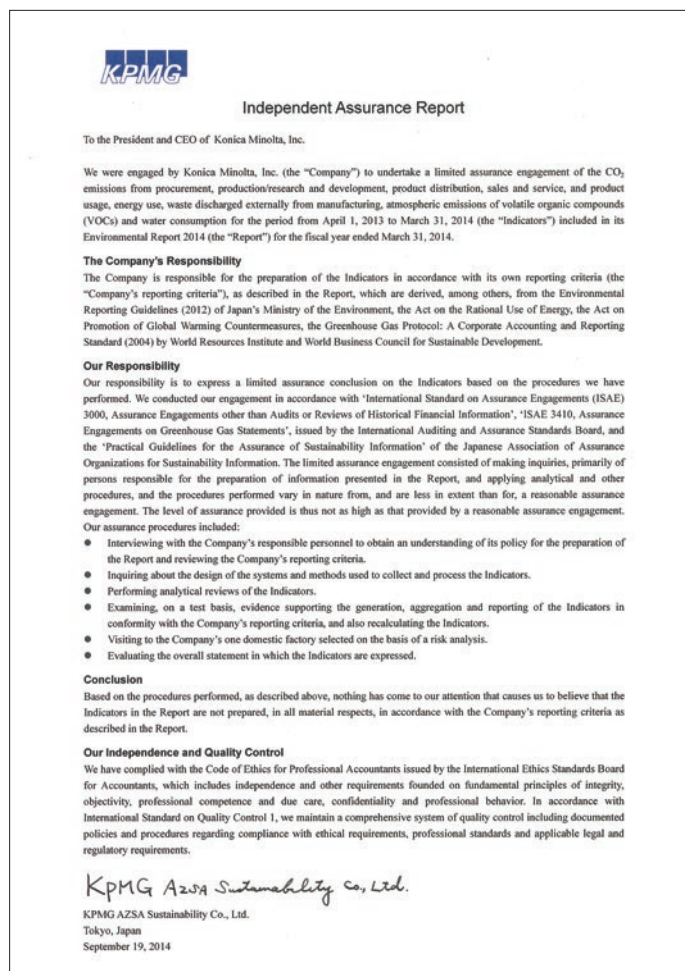 KPMG
Independent Assurance Report
To the President and CEO of Konica Minolta, Inc.
We were engaged by Konica Minolta, Inc. (the “Company”) to undertake a limited assurance engagement of the CO2
emissions from procurement, production/research and development, product distribution, sales and service, and product
usage, energy use, waste discharged externally from manufacturing, atmospheric emissions of volatile organic compounds
(VOCs) and water consumption for the period from April 1, 2013 to March 31, 2014 (the “Indicators”) included in its
Environmental Report 2014 (the “Report”) for the fiscal year ended March 31, 2014.
The Company’s Responsibility
The Company is responsible for the preparation of the Indicators in accordance with its own reporting criteria (the
“Company’s reporting criteria”), as described in the Report, which are derived, among others, from the Environmental
Reporting Guidelines (2012) of Japan’s Ministry of the Environment, the Act on the Rational Use of Energy, the Act on
Promotion of Global Warming Countermeasures, the Greenhouse Gas Protocol: A Corporate Accounting and Reporting
Standard (2004) by World Resources Institute and World Business Council for Sustainable Development.
Our Responsibility
Our responsibility is to express a limited assurance conclusion on the Indicators based on the procedures we have
performed. We conducted our engagement in accordance with ‘International Standard on Assurance Engagements (ISAE)
3000, Assurance Engagements other than Audits or Reviews of Historical Financial Information’, ‘ISAE 3410, Assurance
Engagements on Greenhouse Gas Statements’, issued by the International Auditing and Assurance Standards Board, and
the ‘Practical Guidelines for the Assurance of Sustainability Information’ of the Japanese Association of Assurance
Organizations for Sustainability Information. The limited assurance engagement consisted of making inquiries, primarily of
persons responsible for the preparation of information presented in the Report, and applying analytical and other
procedures, and the procedures performed vary in nature from, and are less in extent than for, a reasonable assurance
engagement. The level of assurance provided is thus not as high as that provided by a reasonable assurance engagement.
Our assurance procedures included:
● Interviewing with the Company’s responsible personnel to obtain an understanding of its policy for the preparation of
the Report and reviewing the Company’s reporting criteria.
● Inquiring about the design of the systems and methods used to collect and process the Indicators.
● Performing analytical reviews of the Indicators.
● Examining, on a test basis, evidence supporting the generation, aggregation and reporting of the Indicators in
conformity with the Company’s reporting criteria, and also recalculating the Indicators.
● Visiting to the Company’s one domestic factory selected on the basis of a risk analysis.
● Evaluating the overall statement in which the Indicators are expressed.
Conclusion
Based on the procedures performed, as described above, nothing has come to our attention that causes us to believe that the
Indicators in the Report are not prepared, in all material respects, in accordance with the Company’s reporting criteria as
described in the Report.
Our Independence and Quality Control
We have complied with the Code of Ethics for Professional Accountants issued by the International Ethics Standards Board
for Accountants, which includes independence and other requirements founded on fundamental principles of integrity,
objectivity, professional competence and due care, confidentiality and professional behavior. In accordance with
International Standard on Quality Control 1, we maintain a comprehensive system of quality control including documented
policies and procedures regarding compliance with ethical requirements, professional standards and applicable legal and
regulatory requirements.
KPMG AZSA Sustainability Co., Ltd.
KPMG AZSA Sustainability Co., Ltd.
Tokyo, Japan
September 19, 2014